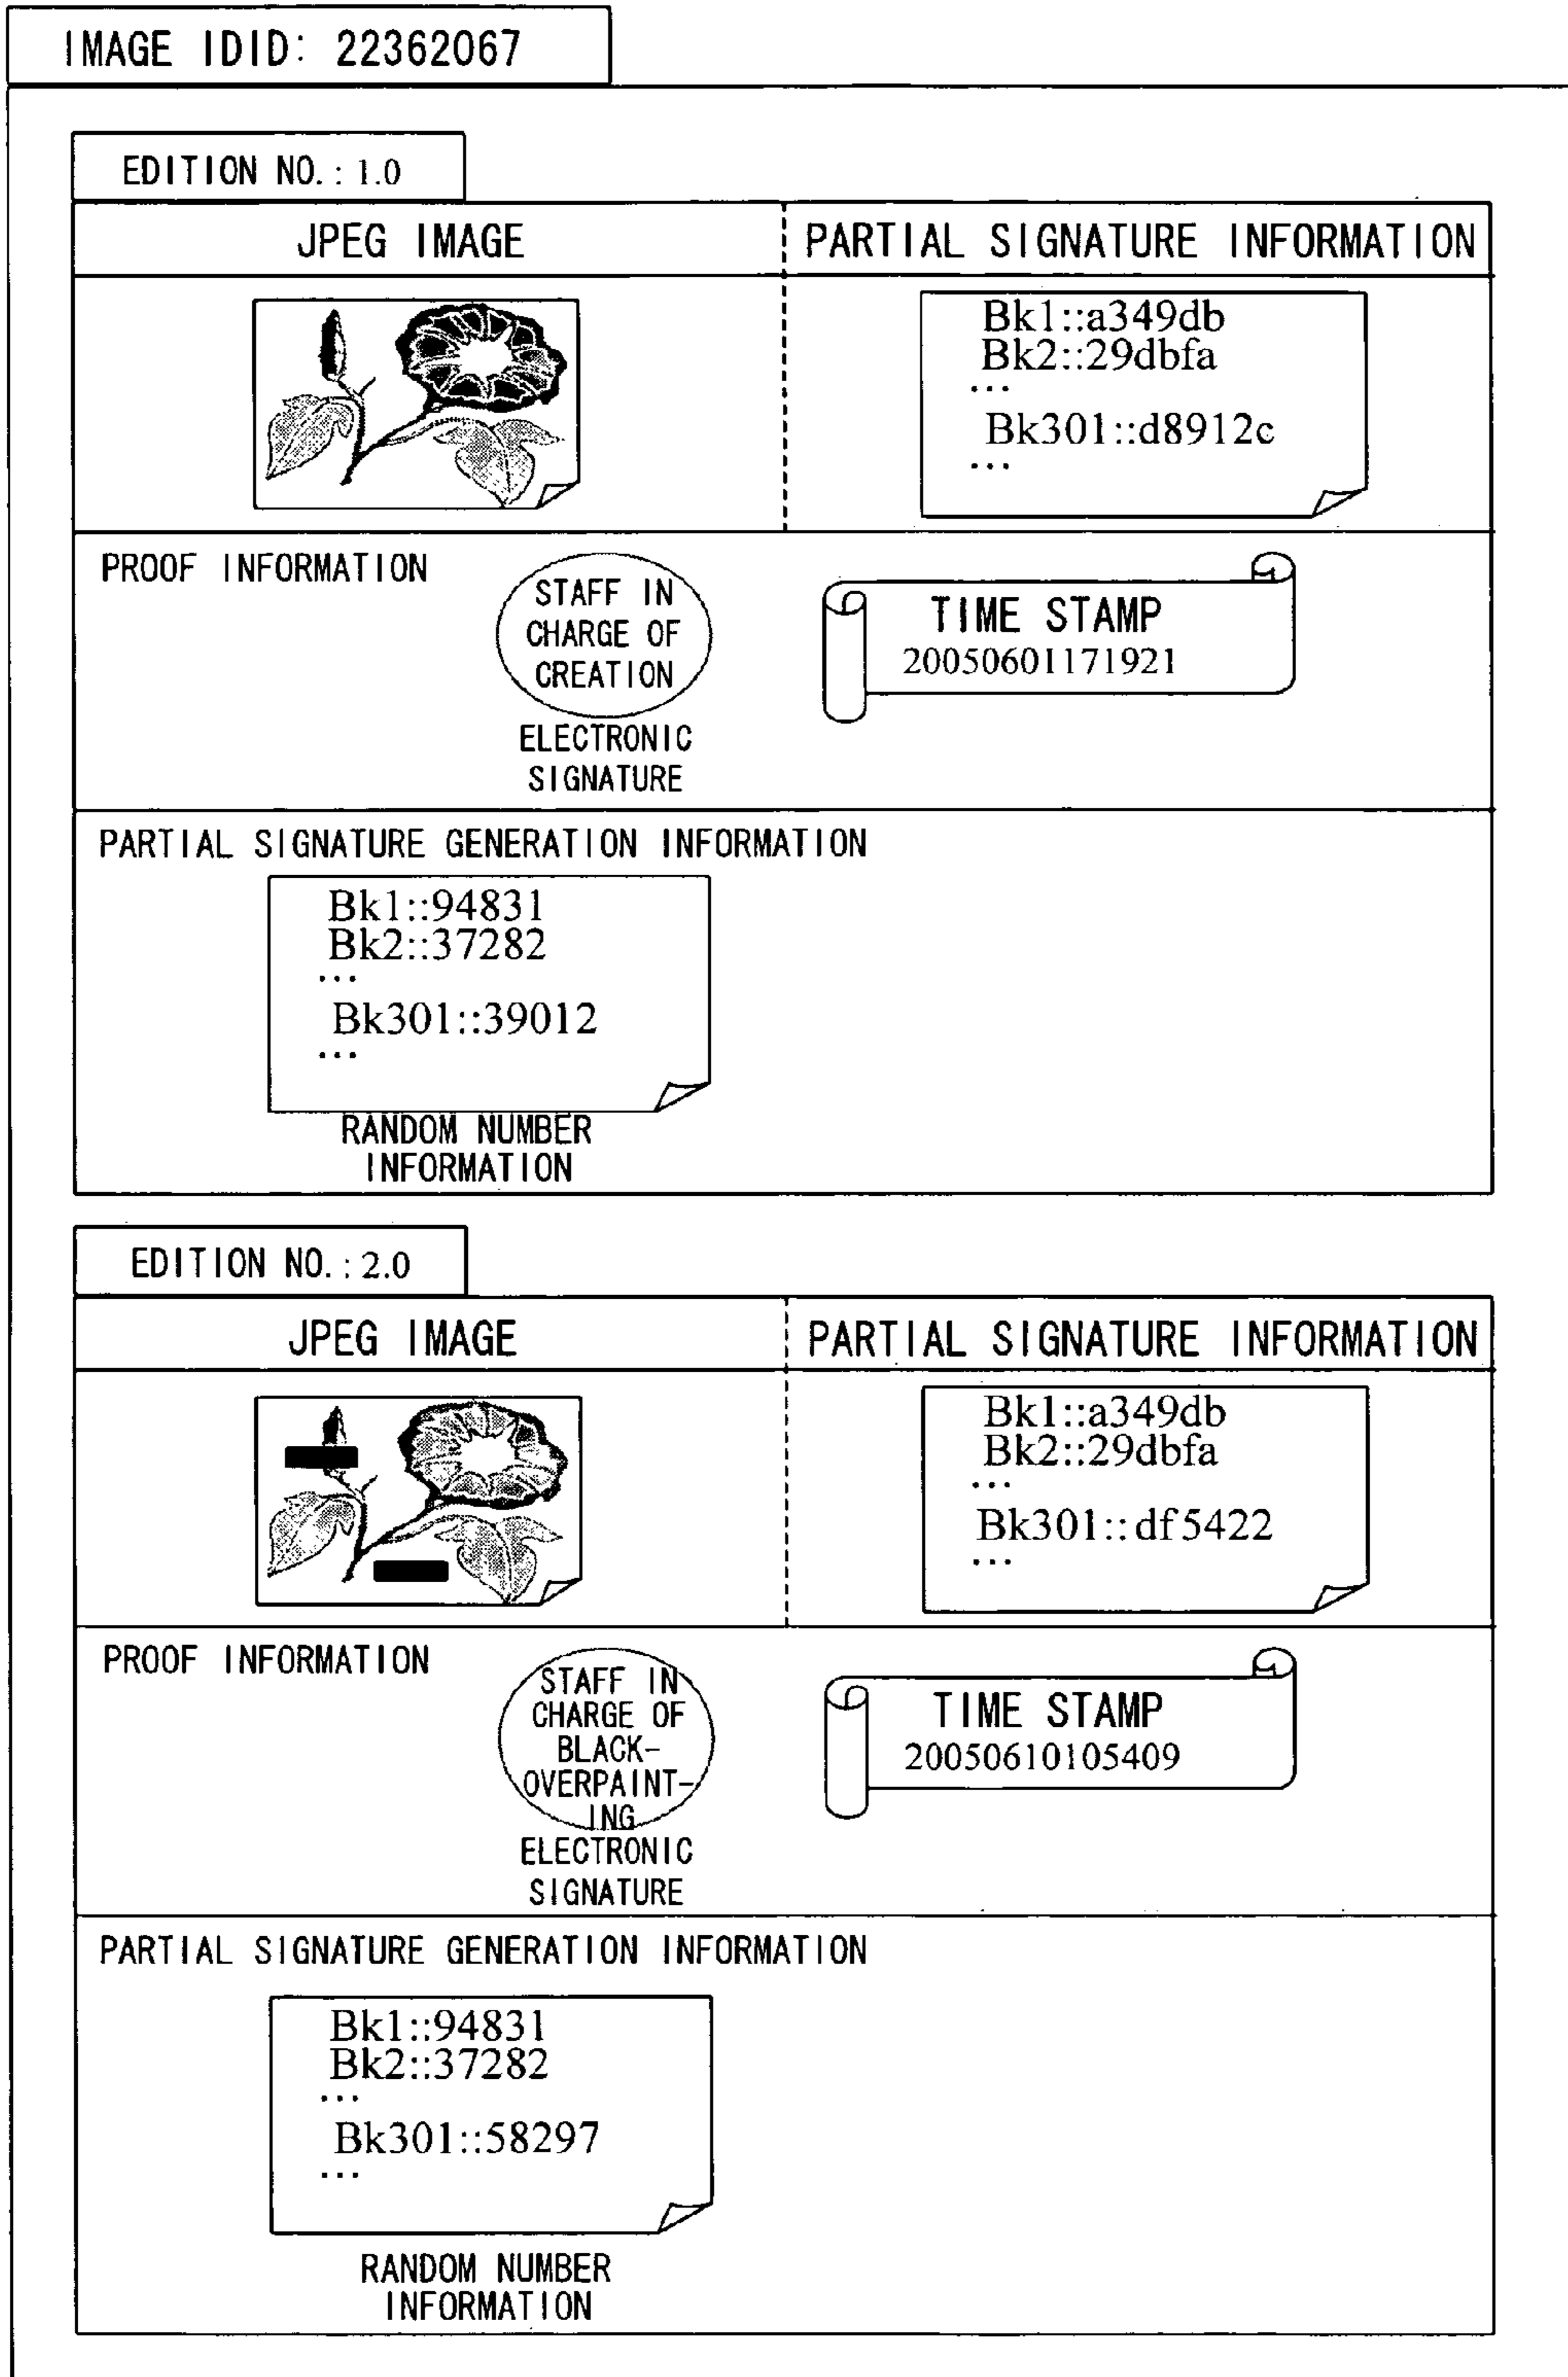 IMAGE IDID: 22362067
EDITION NO.: 1.0
JPEG IMAGE
PARTIAL SIGNATURE INFORMATION
Bk1::a349db
Bk2::29dbfa
...
Bk301::d8912c
...
PROOF INFORMATION
STAFF IN
CHARGE OF
CREATION
ELECTRONIC
SIGNATURE
TIME STAMP
20050601171921
PARTIAL SIGNATURE GENERATION INFORMATION
Bk1::94831
Bk2::37282
...
Bk301::39012
...
RANDOM NUMBER
INFORMATION
EDITION NO.: 2.0
JPEG IMAGE
PARTIAL SIGNATURE INFORMATION
Bk1::a349db
Bk2::29dbfa
...
Bk301::df5422
...
PROOF INFORMATION
STAFF IN
CHARGE OF
BLACK-
OVERPAINT-
ING
ELECTRONIC
SIGNATURE
TIME STAMP
20050610105409
PARTIAL SIGNATURE GENERATION INFORMATION
Bk1::94831
Bk2::37282
...
Bk301::58297
...
RANDOM NUMBER
INFORMATION